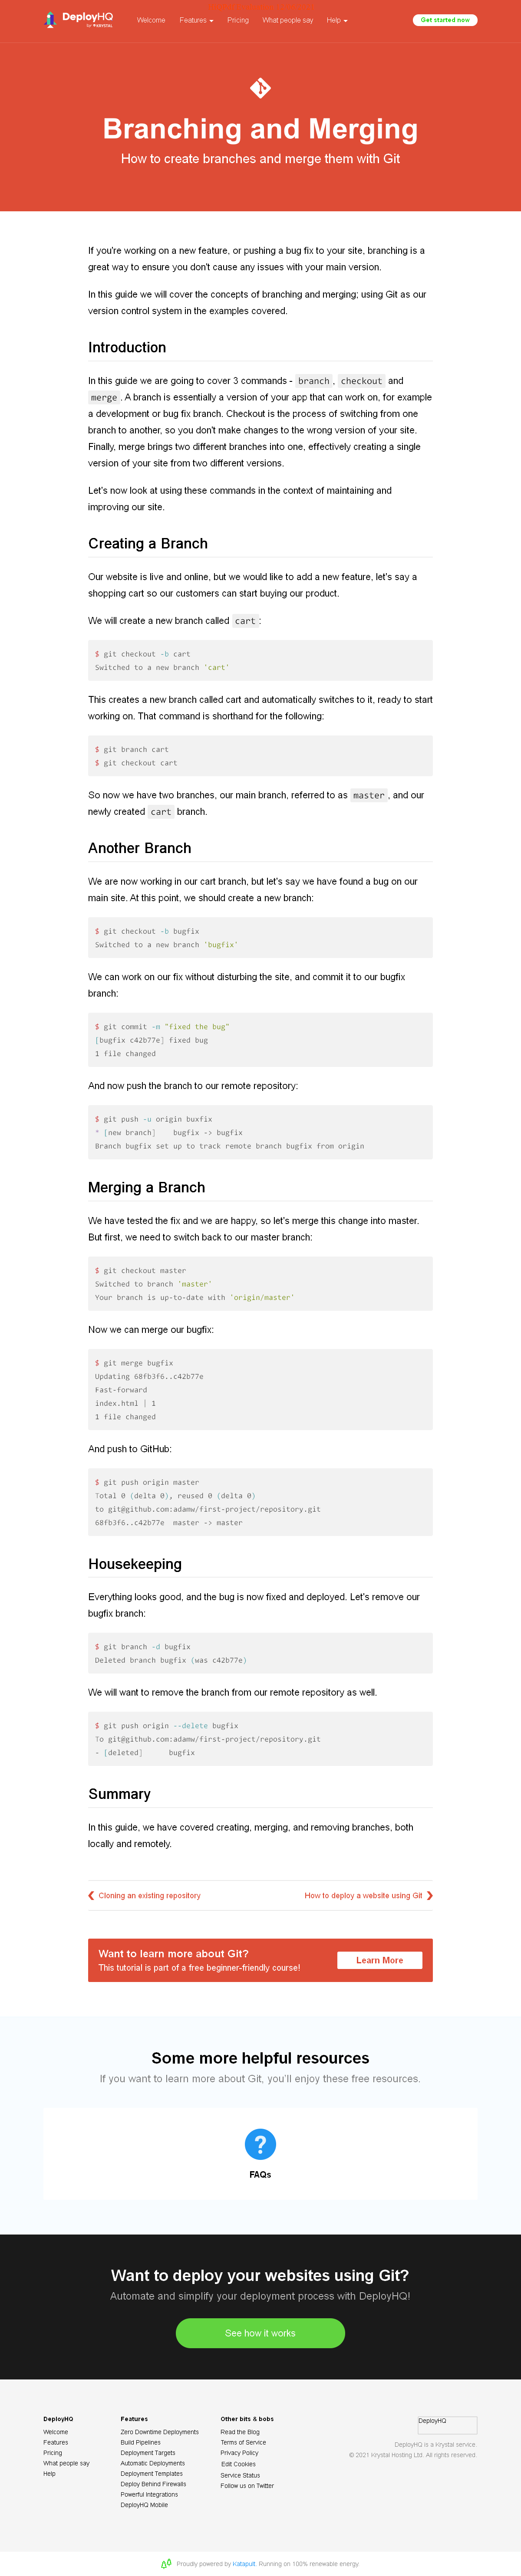 DeployHQ
by KRYSTAL
Welcome
Features
Pricing
What people say
Help
Get started now
Branching and Merging
How to create branches and merge them with Git
If you're working on a new feature, or pushing a bug fix to your site, branching is a
great way to ensure you don't cause any issues with your main version.
In this guide we will cover the concepts of branching and merging; using Git as our
version control system in the examples covered.
Introduction
In this guide we are going to cover 3 commands - branch, checkout and
merge. A branch is essentially a version of your app that can work on, for example
a development or bug fix branch. Checkout is the process of switching from one
branch to another, so you don't make changes to the wrong version of your site.
Finally, merge brings two different branches into one, effectively creating a single
version of your site from two different versions.
Let's now look at using these commands in the context of maintaining and
improving our site.
Creating a Branch
Our website is live and online, but we would like to add a new feature, let's say a
shopping cart so our customers can start buying our product.
We will create a new branch called cart:
$ git checkout -b cart
Switched to a new branch 'cart'
This creates a new branch called cart and automatically switches to it, ready to start
working on. That command is shorthand for the following:
$ git branch cart
$ git checkout cart
So now we have two branches, our main branch, referred to as master, and our
newly created cart branch.
Another Branch
We are now working in our cart branch, but let's say we have found a bug on our
main site. At this point, we should create a new branch:
$ git checkout -b bugfix
Switched to a new branch 'bugfix'
We can work on our fix without disturbing the site, and commit it to our bugfix
branch:
$ git commit -m "fixed the bug"
[bugfix c42b77e] fixed bug
1 file changed
And now push the branch to our remote repository:
$ git push -u origin buxfix
* [new branch]    bugfix -> bugfix
Branch bugfix set up to track remote branch bugfix from origin
Merging a Branch
We have tested the fix and we are happy, so let's merge this change into master.
But first, we need to switch back to our master branch:
$ git checkout master
Switched to branch 'master'
Your branch is up-to-date with 'origin/master'
Now we can merge our bugfix:
$ git merge bugfix
Updating 68fb3f6..c42b77e
Fast-forward
index.html | 1
1 file changed
And push to GitHub:
$ git push origin master
Total 0 (delta 0), reused 0 (delta 0)
to git@github.com:adamw/first-project/repository.git
68fb3f6..c42b77e  master -> master
Housekeeping
Everything looks good, and the bug is now fixed and deployed. Let's remove our
bugfix branch:
$ git branch -d bugfix
Deleted branch bugfix (was c42b77e)
We will want to remove the branch from our remote repository as well.
$ git push origin --delete bugfix
To git@github.com:adamw/first-project/repository.git
- [deleted]      bugfix
Summary
In this guide, we have covered creating, merging, and removing branches, both
locally and remotely.
Cloning an existing repository
How to deploy a website using Git
Want to learn more about Git?
This tutorial is part of a free beginner-friendly course!
Learn More
Some more helpful resources
If you want to learn more about Git, you'll enjoy these free resources.
FAQs
Want to deploy your websites using Git?
Automate and simplify your deployment process with DeployHQ!
See how it works
DeployHQ
Welcome
Features
Pricing
What people say
Help
Features
Zero Downtime Deployments
Build Pipelines
Deployment Targets
Automatic Deployments
Deployment Templates
Deploy Behind Firewalls
Powerful Integrations
DeployHQ Mobile
Other bits & bobs
Read the Blog
Terms of Service
Privacy Policy
Edit Cookies
Service Status
Follow us on Twitter
DeployHQ
DeployHQ is a Krystal service.
© 2021 Krystal Hosting Ltd. All rights reserved.
Proudly powered by Katapult. Running on 100% renewable energy.